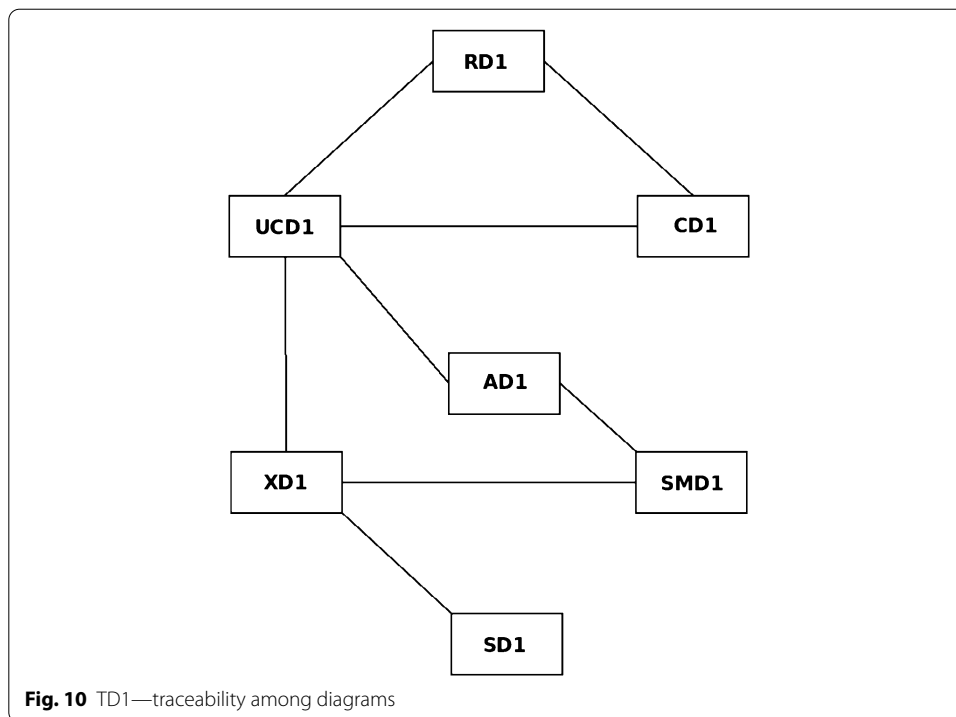 RD1
UCD1
CD1
AD1
XD1
SMD1
SD1
Fig. 10 TD1—traceability among diagrams